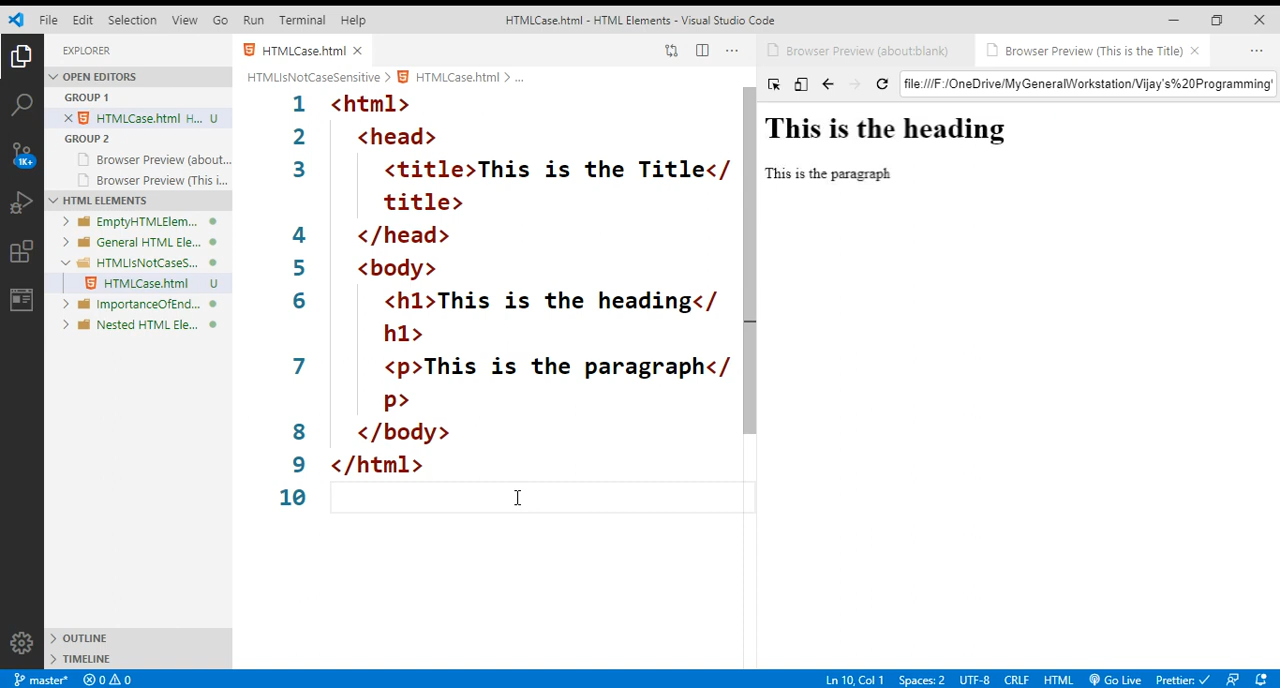 File Edit Selection View Go Run Terminal Help HTMLCase.html - HTML Elements - Visual Studio Code
EXPLORER
OPEN EDITORS
GROUP 1
HTMLCase.html H... U
GROUP 2
Browser Preview (about...
Browser Preview (This i...
HTML ELEMENTS
EmptyHTMLElem...
General HTML Ele...
HTMLIsNotCaseS...
HTMLCase.html U
ImportanceOfEnd...
Nested HTML Ele...
OUTLINE
TIMELINE
1K+
HTMLCase.html
HTMLIsNotCaseSensitive > HTMLCase.html > ...
1 <html>
2 <head>
3 <title>This is the Title</
title>
4 </head>
5 <body>
6 <h1>This is the heading</
h1>
7 <p>This is the paragraph</
p>
8 </body>
9 </html>
10
Browser Preview (about:blank) Browser Preview (This is the Title)
file:///F:/OneDrive/MyGeneralWorkstation/Vijay's%20Programming'
This is the heading
This is the paragraph
master* 0 0 Ln 10, Col 1 Spaces: 2 UTF-8 CRLF HTML Go Live Prettier: ✓